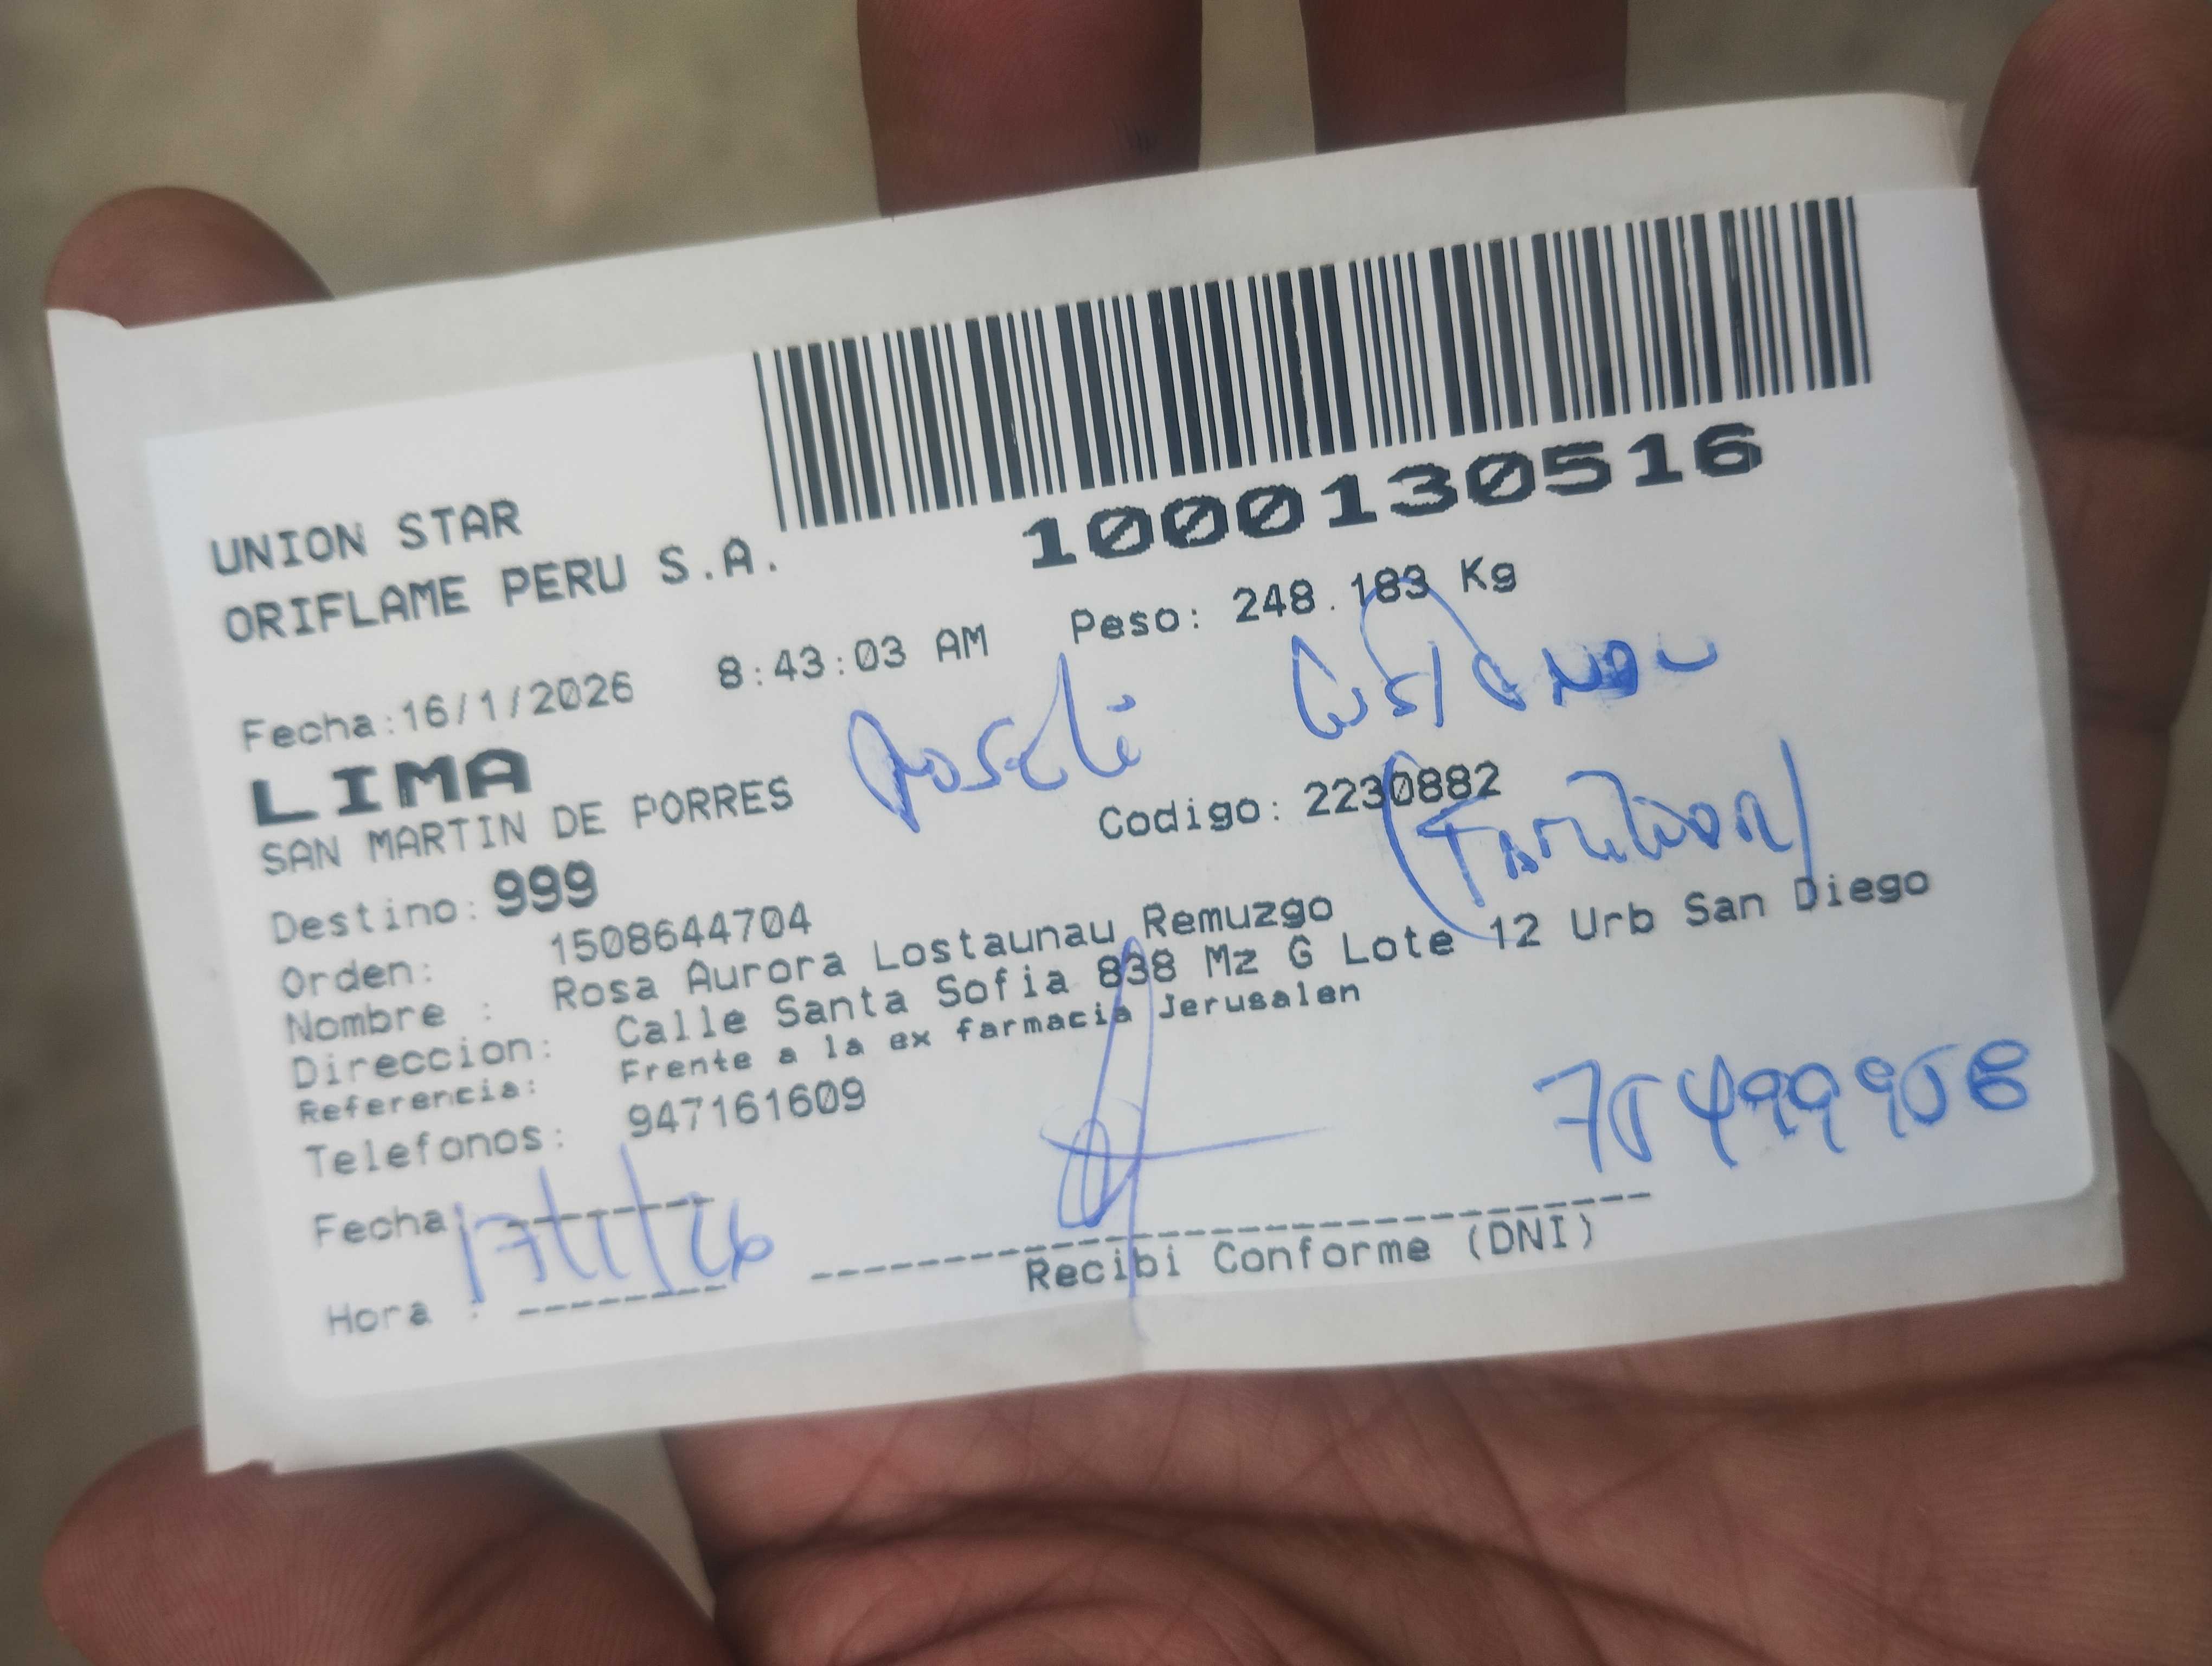 1000130516
UNION STAR
ORIFLAME PERU S.A.
Fecha:16/1/2026 8:43:03 AM Peso: 248.183 Kg
LIMA
SAN MARTIN DE PORRES
Codigo: 2230882
Destino: 999
Orden: 1508644704
Nombre : Rosa Aurora Lostaunau Remuzgo
Direccion: Calle Santa Sofia 838 Mz G Lote 12 Urb San Diego
Referencia: Frente a la ex farmacia Jerusalen
Telefonos: 947161609
Fecha 17/1/26
Hora :
Recibi Conforme (DNI)